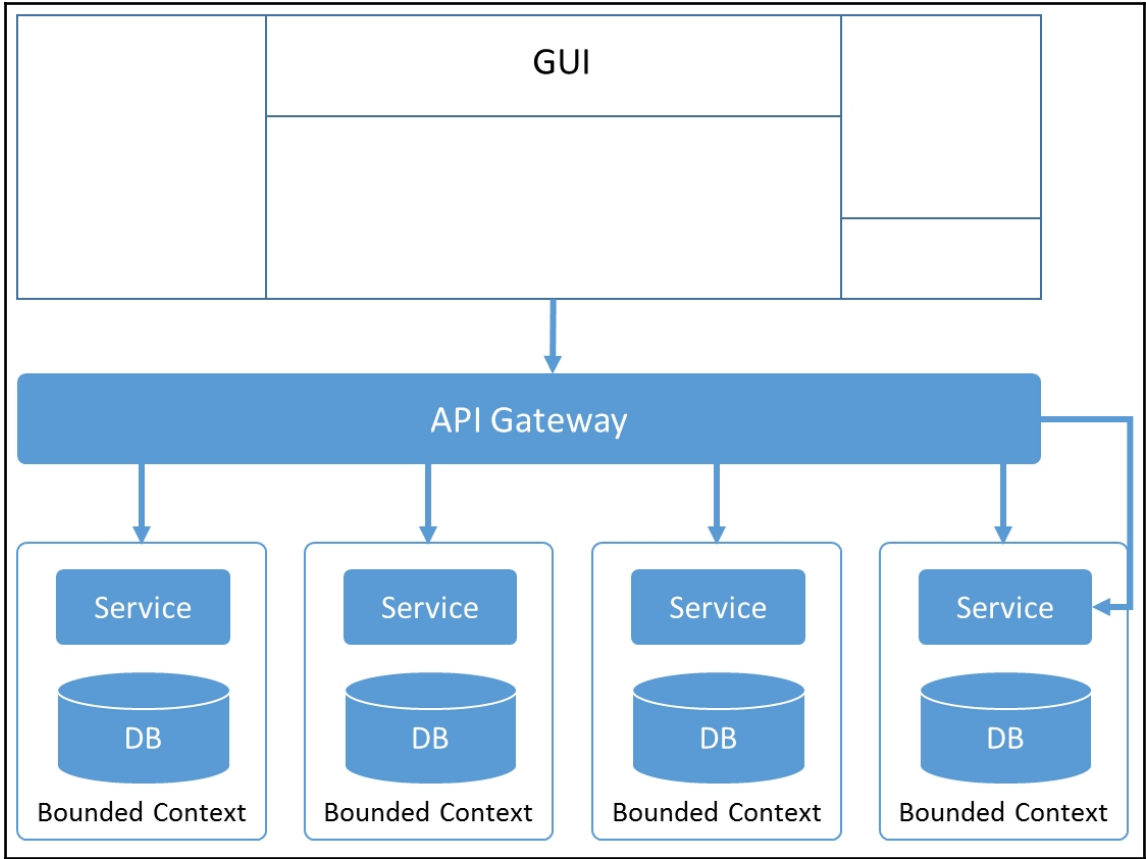 GUI
API Gateway
Service
Service
Service
Service
DB
DB
DB
DB
Bounded Context
Bounded Context
Bounded Context
Bounded Context